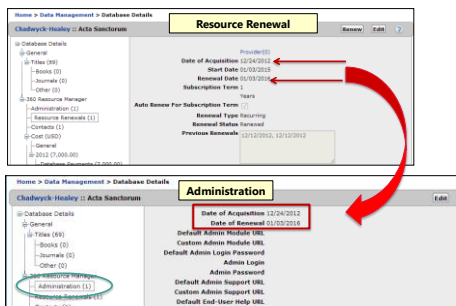 Home > Data Management > Database Details
Chadwyck-Healey :: Acta Sanctorum
Resource Renewal
Renew
Edit
?
Database Details
General
Titles (69)
Books (0)
Journals (0)
Other (0)
360 Resource Manager
Administration (1)
Resource Renewals (1)
Contacts (1)
Cost (USD)
General
2012 (7,000.00)
Database Payments (7,000.00)
Provider(0)
Date of Acquisition 12/24/2012
Start Date 01/03/2015
Renewal Date 01/03/2016
Subscription Term 1
Years
Auto Renew For Subscription Term
Renewal Type Recurring
Renewal Status Renewed
Previous Renewals 12/12/2012, 12/12/2012
Home > Data Management > Database Details
Chadwyck-Healey :: Acta Sanctorum
Administration
Edit
Database Details
General
Titles (69)
Books (0)
Journals (0)
Other (0)
360 Resource Manager
Administration (1)
Resource Renewals (1)
Date of Acquisition 12/24/2012
Date of Renewal 01/03/2016
Default Admin Module URL
Custom Admin Module URL
Default Admin Login Password
Admin Login
Admin Password
Default Admin Support URL
Custom Admin Support URL
Default End-User Help URL